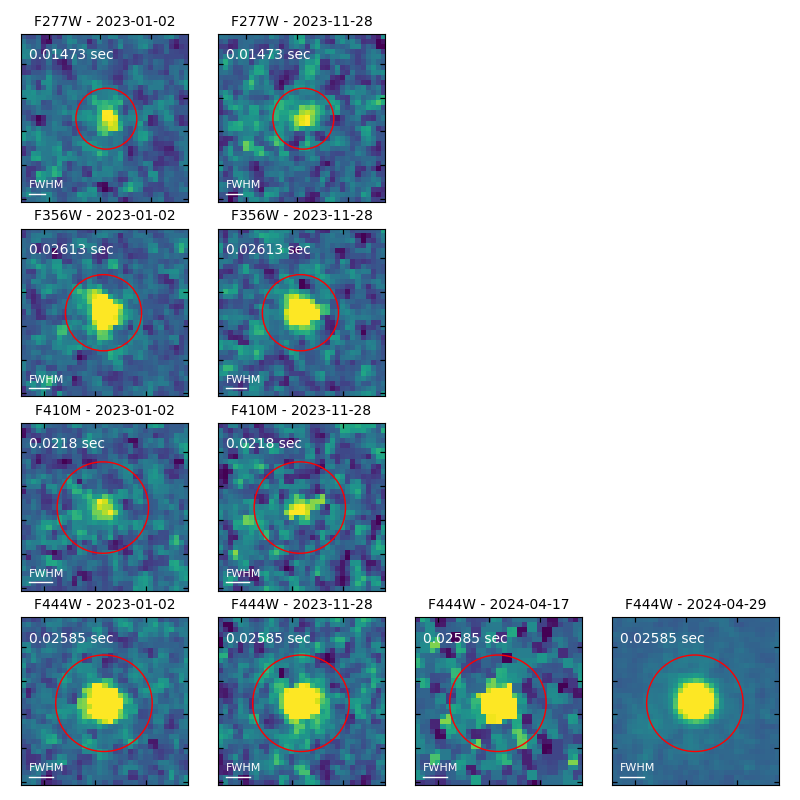 F277W - 2023-01-02
F277W - 2023-11-28
0.01473 sec
0.01473 sec
FWHM
FWHM
F356W - 2023-01-02
F356W - 2023-11-28
0.02613 sec
0.02613 sec
FWHM
FWHM
F410M - 2023-01-02
F410M - 2023-11-28
0.0218 sec
0.0218 sec
FWHM
FWHM
F444W - 2023-01-02
F444W - 2023-11-28
F444W - 2024-04-17
F444W - 2024-04-29
0.02585 sec
0.02585 sec
0.02585 sec
0.02585 sec
FWHM
FWHM
FWHM
FWHM